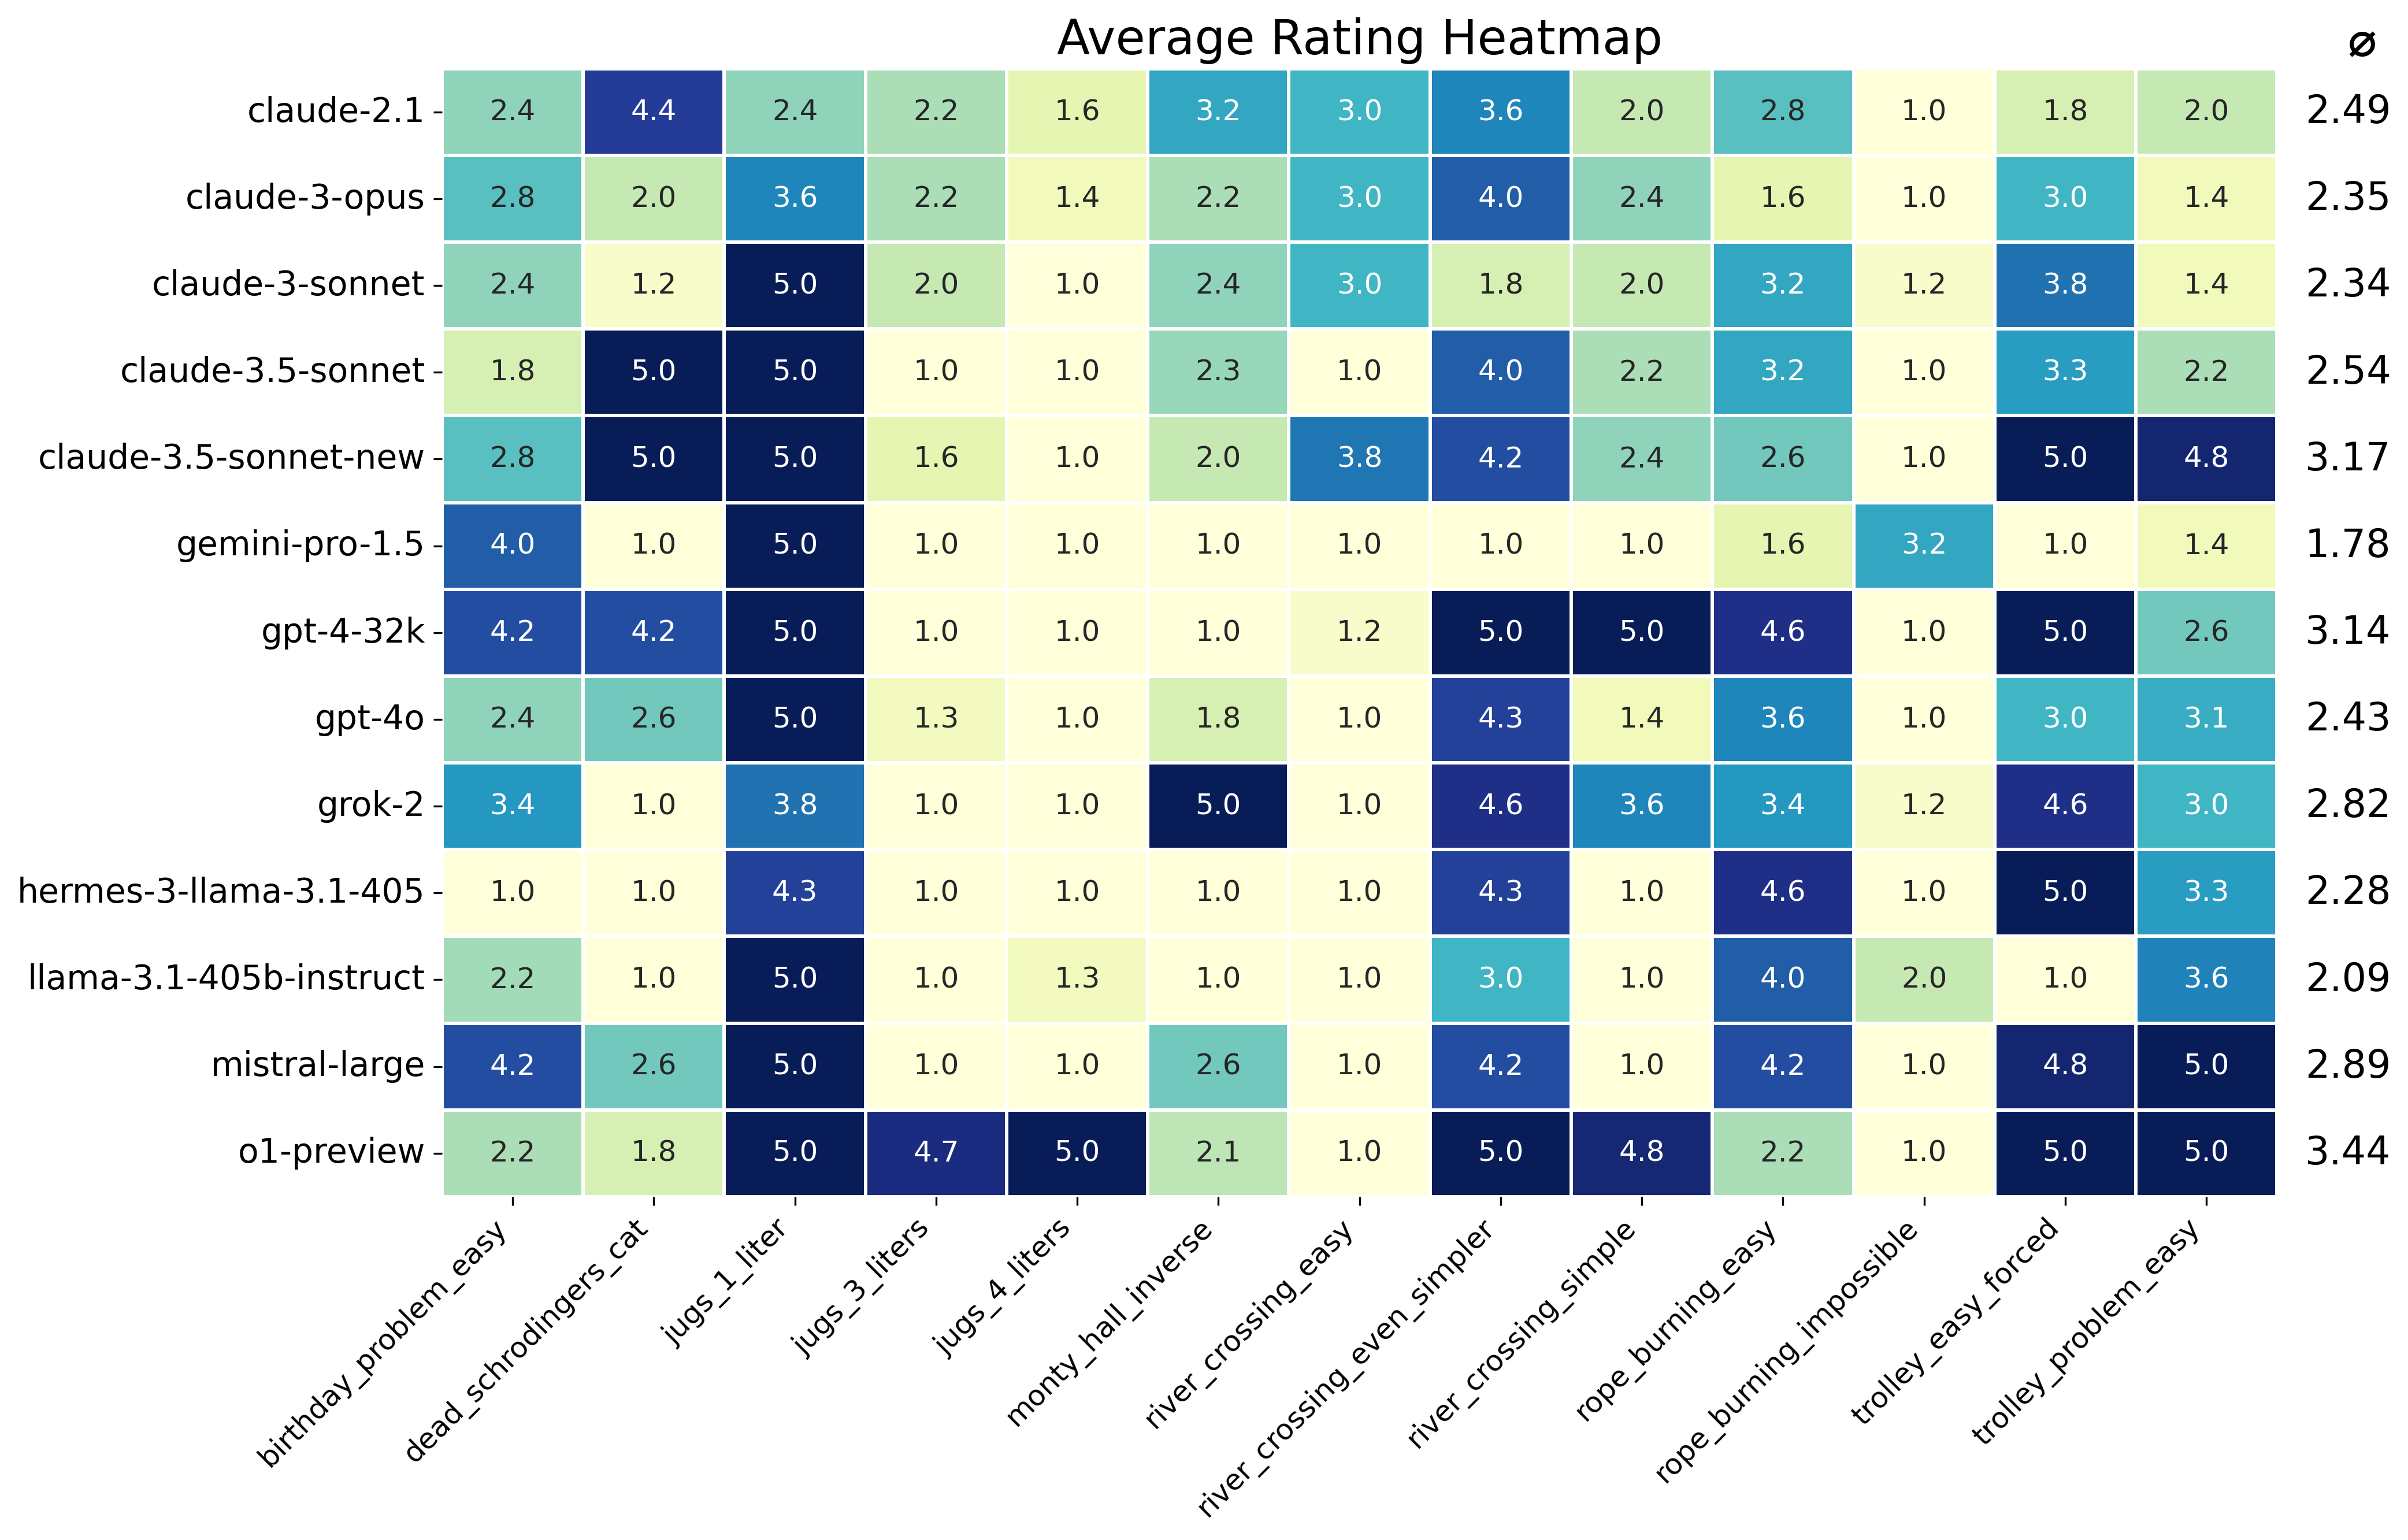 Average Rating Heatmap ⌀
claude-2.1 2.4 4.4 2.4 2.2 1.6 3.2 3.0 3.6 2.0 2.8 1.0 1.8 2.0 2.49
claude-3-opus 2.8 2.0 3.6 2.2 1.4 2.2 3.0 4.0 2.4 1.6 1.0 3.0 1.4 2.35
claude-3-sonnet 2.4 1.2 5.0 2.0 1.0 2.4 3.0 1.8 2.0 3.2 1.2 3.8 1.4 2.34
claude-3.5-sonnet 1.8 5.0 5.0 1.0 1.0 2.3 1.0 4.0 2.2 3.2 1.0 3.3 2.2 2.54
claude-3.5-sonnet-new 2.8 5.0 5.0 1.6 1.0 2.0 3.8 4.2 2.4 2.6 1.0 5.0 4.8 3.17
gemini-pro-1.5 4.0 1.0 5.0 1.0 1.0 1.0 1.0 1.0 1.0 1.6 3.2 1.0 1.4 1.78
gpt-4-32k 4.2 4.2 5.0 1.0 1.0 1.0 1.2 5.0 5.0 4.6 1.0 5.0 2.6 3.14
gpt-4o 2.4 2.6 5.0 1.3 1.0 1.8 1.0 4.3 1.4 3.6 1.0 3.0 3.1 2.43
grok-2 3.4 1.0 3.8 1.0 1.0 5.0 1.0 4.6 3.6 3.4 1.2 4.6 3.0 2.82
hermes-3-llama-3.1-405 1.0 1.0 4.3 1.0 1.0 1.0 1.0 4.3 1.0 4.6 1.0 5.0 3.3 2.28
llama-3.1-405b-instruct 2.2 1.0 5.0 1.0 1.3 1.0 1.0 3.0 1.0 4.0 2.0 1.0 3.6 2.09
mistral-large 4.2 2.6 5.0 1.0 1.0 2.6 1.0 4.2 1.0 4.2 1.0 4.8 5.0 2.89
o1-preview 2.2 1.8 5.0 4.7 5.0 2.1 1.0 5.0 4.8 2.2 1.0 5.0 5.0 3.44
birthday_problem_easy
dead_schrodingers_cat
jugs_1_liter
jugs_3_liters
jugs_4_liters
monty_hall_inverse
river_crossing_easy
river_crossing_even_simpler
river_crossing_simple
rope_burning_easy
rope_burning_impossible
trolley_easy_forced
trolley_problem_easy